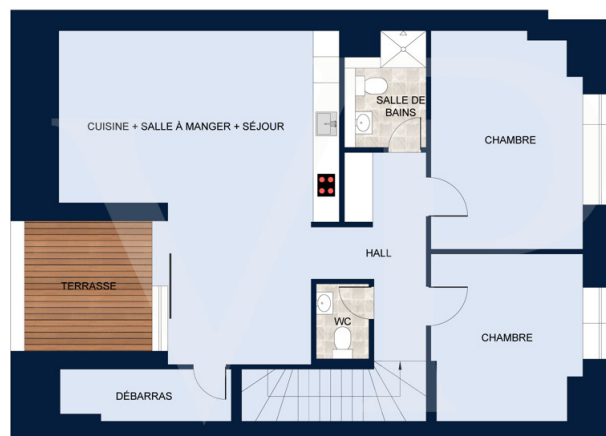 SALLE DE
BAINS
CUISINE + SALLE À MANGER + SÉJOUR
CHAMBRE
HALL
TERRASSE
WC
CHAMBRE
DÉBARRAS